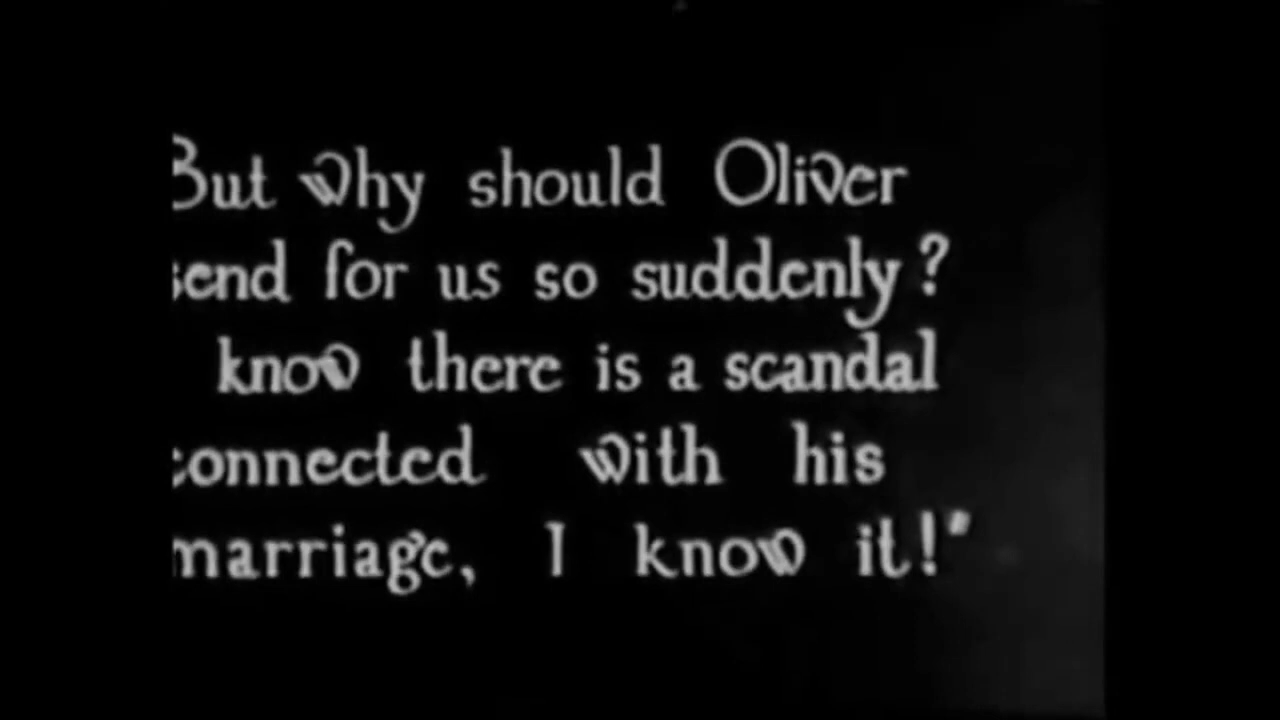 But why should Oliver
send for us so suddenly?
know there is a scandal
connected with his
marriage, I know it!"